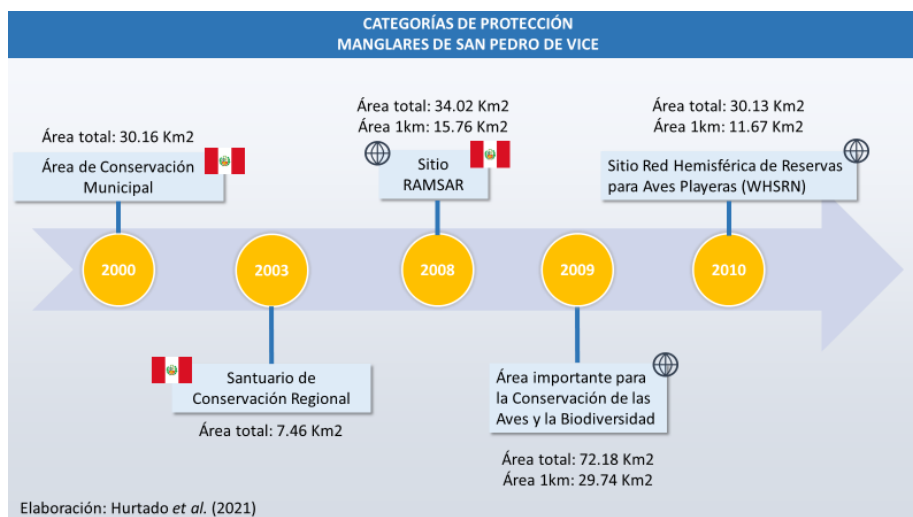 CATEGORÍAS DE PROTECCIÓN
MANGLARES DE SAN PEDRO DE VICE
Área total: 30.16 Km2
Área de Conservación
Municipal
Área total: 34.02 Km2
Área 1km: 15.76 Km2
Sitio
RAMSAR
Área total: 30.13 Km2
Área 1km: 11.67 Km2
Sitio Red Hemisférica de Reservas
para Aves Playeras (WHSRN)
2000
2003
2008
2009
2010
Santuario de
Conservación Regional
Área total: 7.46 Km2
Área importante para
la Conservación de las
Aves y la Biodiversidad
Área total: 72.18 Km2
Área 1km: 29.74 Km2
Elaboración: Hurtado et al. (2021)